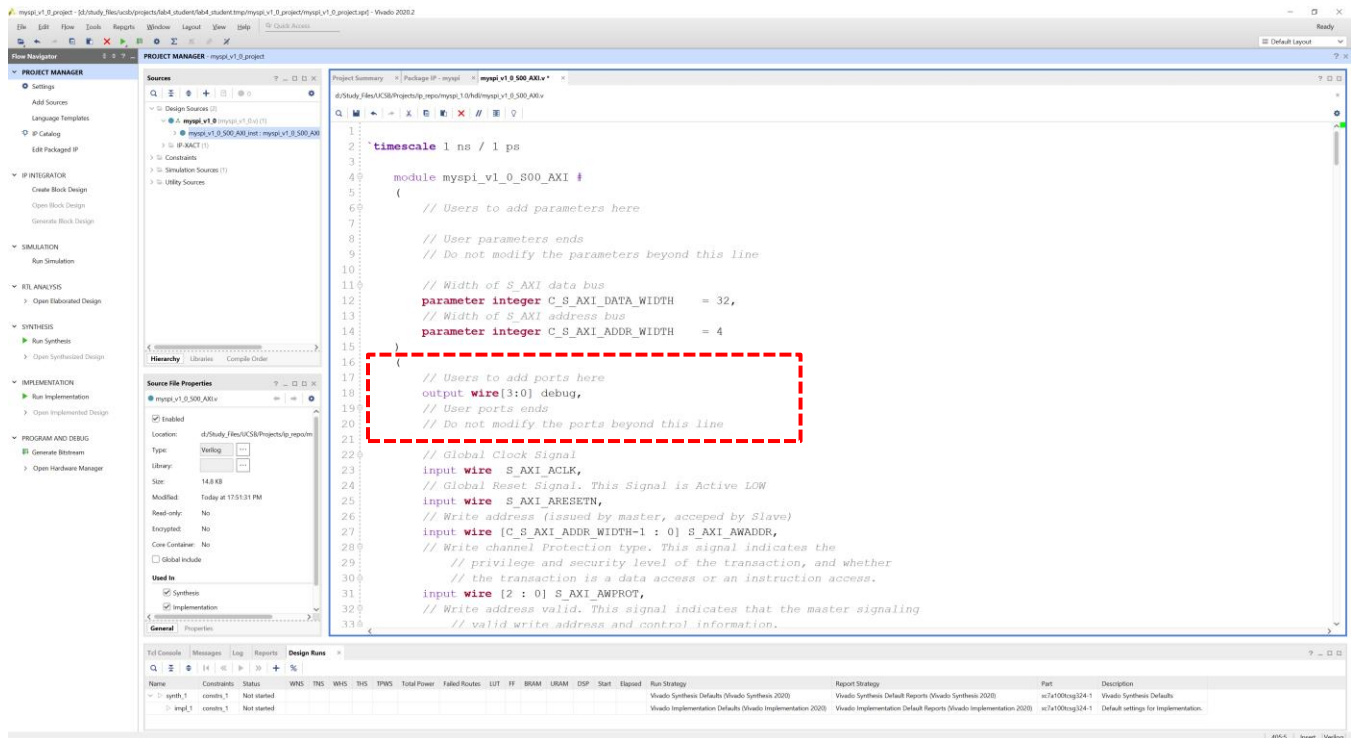 myspi_v1_0_project - [d:/study_files/ucsb/projects/lab4_student/lab4_student.tmp/myspi_v1_0_project/myspi_v1_0_project.xpr] - Vivado 2020.2
File Edit Flow Tools Reports Window Layout View Help Quick Access
Ready
Default Layout
Flow Navigator
PROJECT MANAGER - myspi_v1_0_project
PROJECT MANAGER
Settings
Add Sources
Language Templates
IP Catalog
Edit Packaged IP
IP INTEGRATOR
Create Block Design
Open Block Design
Generate Block Design
SIMULATION
Run Simulation
RTL ANALYSIS
Open Elaborated Design
SYNTHESIS
Run Synthesis
Open Synthesized Design
IMPLEMENTATION
Run Implementation
Open Implemented Design
PROGRAM AND DEBUG
Generate Bitstream
Open Hardware Manager
Sources
Design Sources (2)
myspi_v1_0 (myspi_v1_0.v) (1)
myspi_v1_0_S00_AXI_inst : myspi_v1_0_S00_AXI
IP-XACT (1)
Constraints
Simulation Sources (1)
Utility Sources
Hierarchy Libraries Compile Order
Source File Properties
myspi_v1_0_S00_AXI.v
Enabled
Location: d:/Study_Files/UCSB/Projects/ip_repo/m
Type: Verilog
Library:
Size: 14.8 KB
Modified: Today at 17:51:31 PM
Read-only: No
Encrypted: No
Core Container: No
Global include
Used In
Synthesis
Implementation
General Properties
Project Summary × Package IP - myspi × myspi_v1_0_S00_AXI.v * ×
d:/Study_Files/UCSB/Projects/ip_repo/myspi_1.0/hdl/myspi_v1_0_S00_AXI.v
1
2 `timescale 1 ns / 1 ps
3
4 module myspi_v1_0_S00_AXI #
5 (
6 // Users to add parameters here
7
8 // User parameters ends
9 // Do not modify the parameters beyond this line
10
11 // Width of S_AXI data bus
12 parameter integer C_S_AXI_DATA_WIDTH = 32,
13 // Width of S_AXI address bus
14 parameter integer C_S_AXI_ADDR_WIDTH = 4
15 )
16 (
17 // Users to add ports here
18 output wire[3:0] debug,
19 // User ports ends
20 // Do not modify the ports beyond this line
21
22 // Global Clock Signal
23 input wire S_AXI_ACLK,
24 // Global Reset Signal. This Signal is Active LOW
25 input wire S_AXI_ARESETN,
26 // Write address (issued by master, acceped by Slave)
27 input wire [C_S_AXI_ADDR_WIDTH-1 : 0] S_AXI_AWADDR,
28 // Write channel Protection type. This signal indicates the
29 // privilege and security level of the transaction, and whether
30 // the transaction is a data access or an instruction access.
31 input wire [2 : 0] S_AXI_AWPROT,
32 // Write address valid. This signal indicates that the master signaling
33 // valid write address and control information.
Tcl Console Messages Log Reports Design Runs ×
Name Constraints Status WNS TNS WHS THS TPWS Total Power Failed Routes LUT FF BRAM URAM DSP Start Elapsed Run Strategy Report Strategy Part Description
synth_1 constrs_1 Not started Vivado Synthesis Defaults (Vivado Synthesis 2020) Vivado Synthesis Default Reports (Vivado Synthesis 2020) xc7a100tcsg324-1 Vivado Synthesis Defaults
impl_1 constrs_1 Not started Vivado Implementation Defaults (Vivado Implementation 2020) Vivado Implementation Default Reports (Vivado Implementation 2020) xc7a100tcsg324-1 Default settings for Implementation.
405:5 Insert Verilog